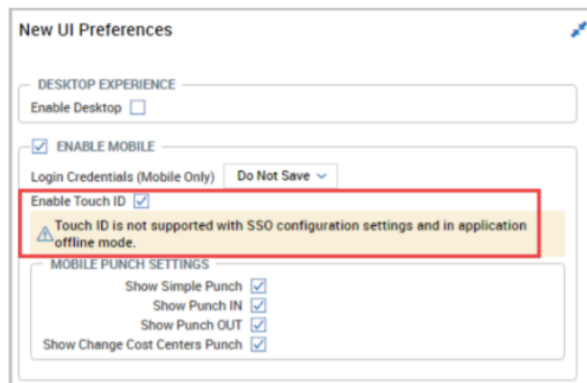 New UI Preferences
DESKTOP EXPERIENCE
Enable Desktop
ENABLE MOBILE
Login Credentials (Mobile Only) Do Not Save
Enable Touch ID
Touch ID is not supported with SSO configuration settings and in application
offline mode.
MOBILE PUNCH SETTINGS
Show Simple Punch
Show Punch IN
Show Punch OUT
Show Change Cost Centers Punch